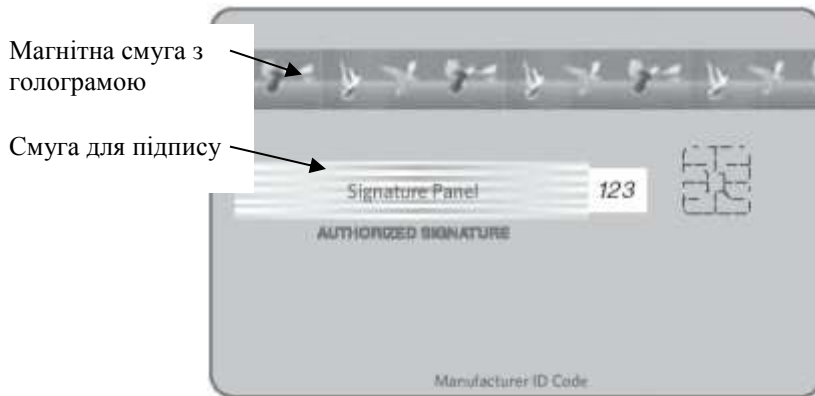 Магнітна смуга з
голограмою
Смуга для підпису
Signature Panel
123
AUTHORIZED SIGNATURE
Manufacturer ID Code